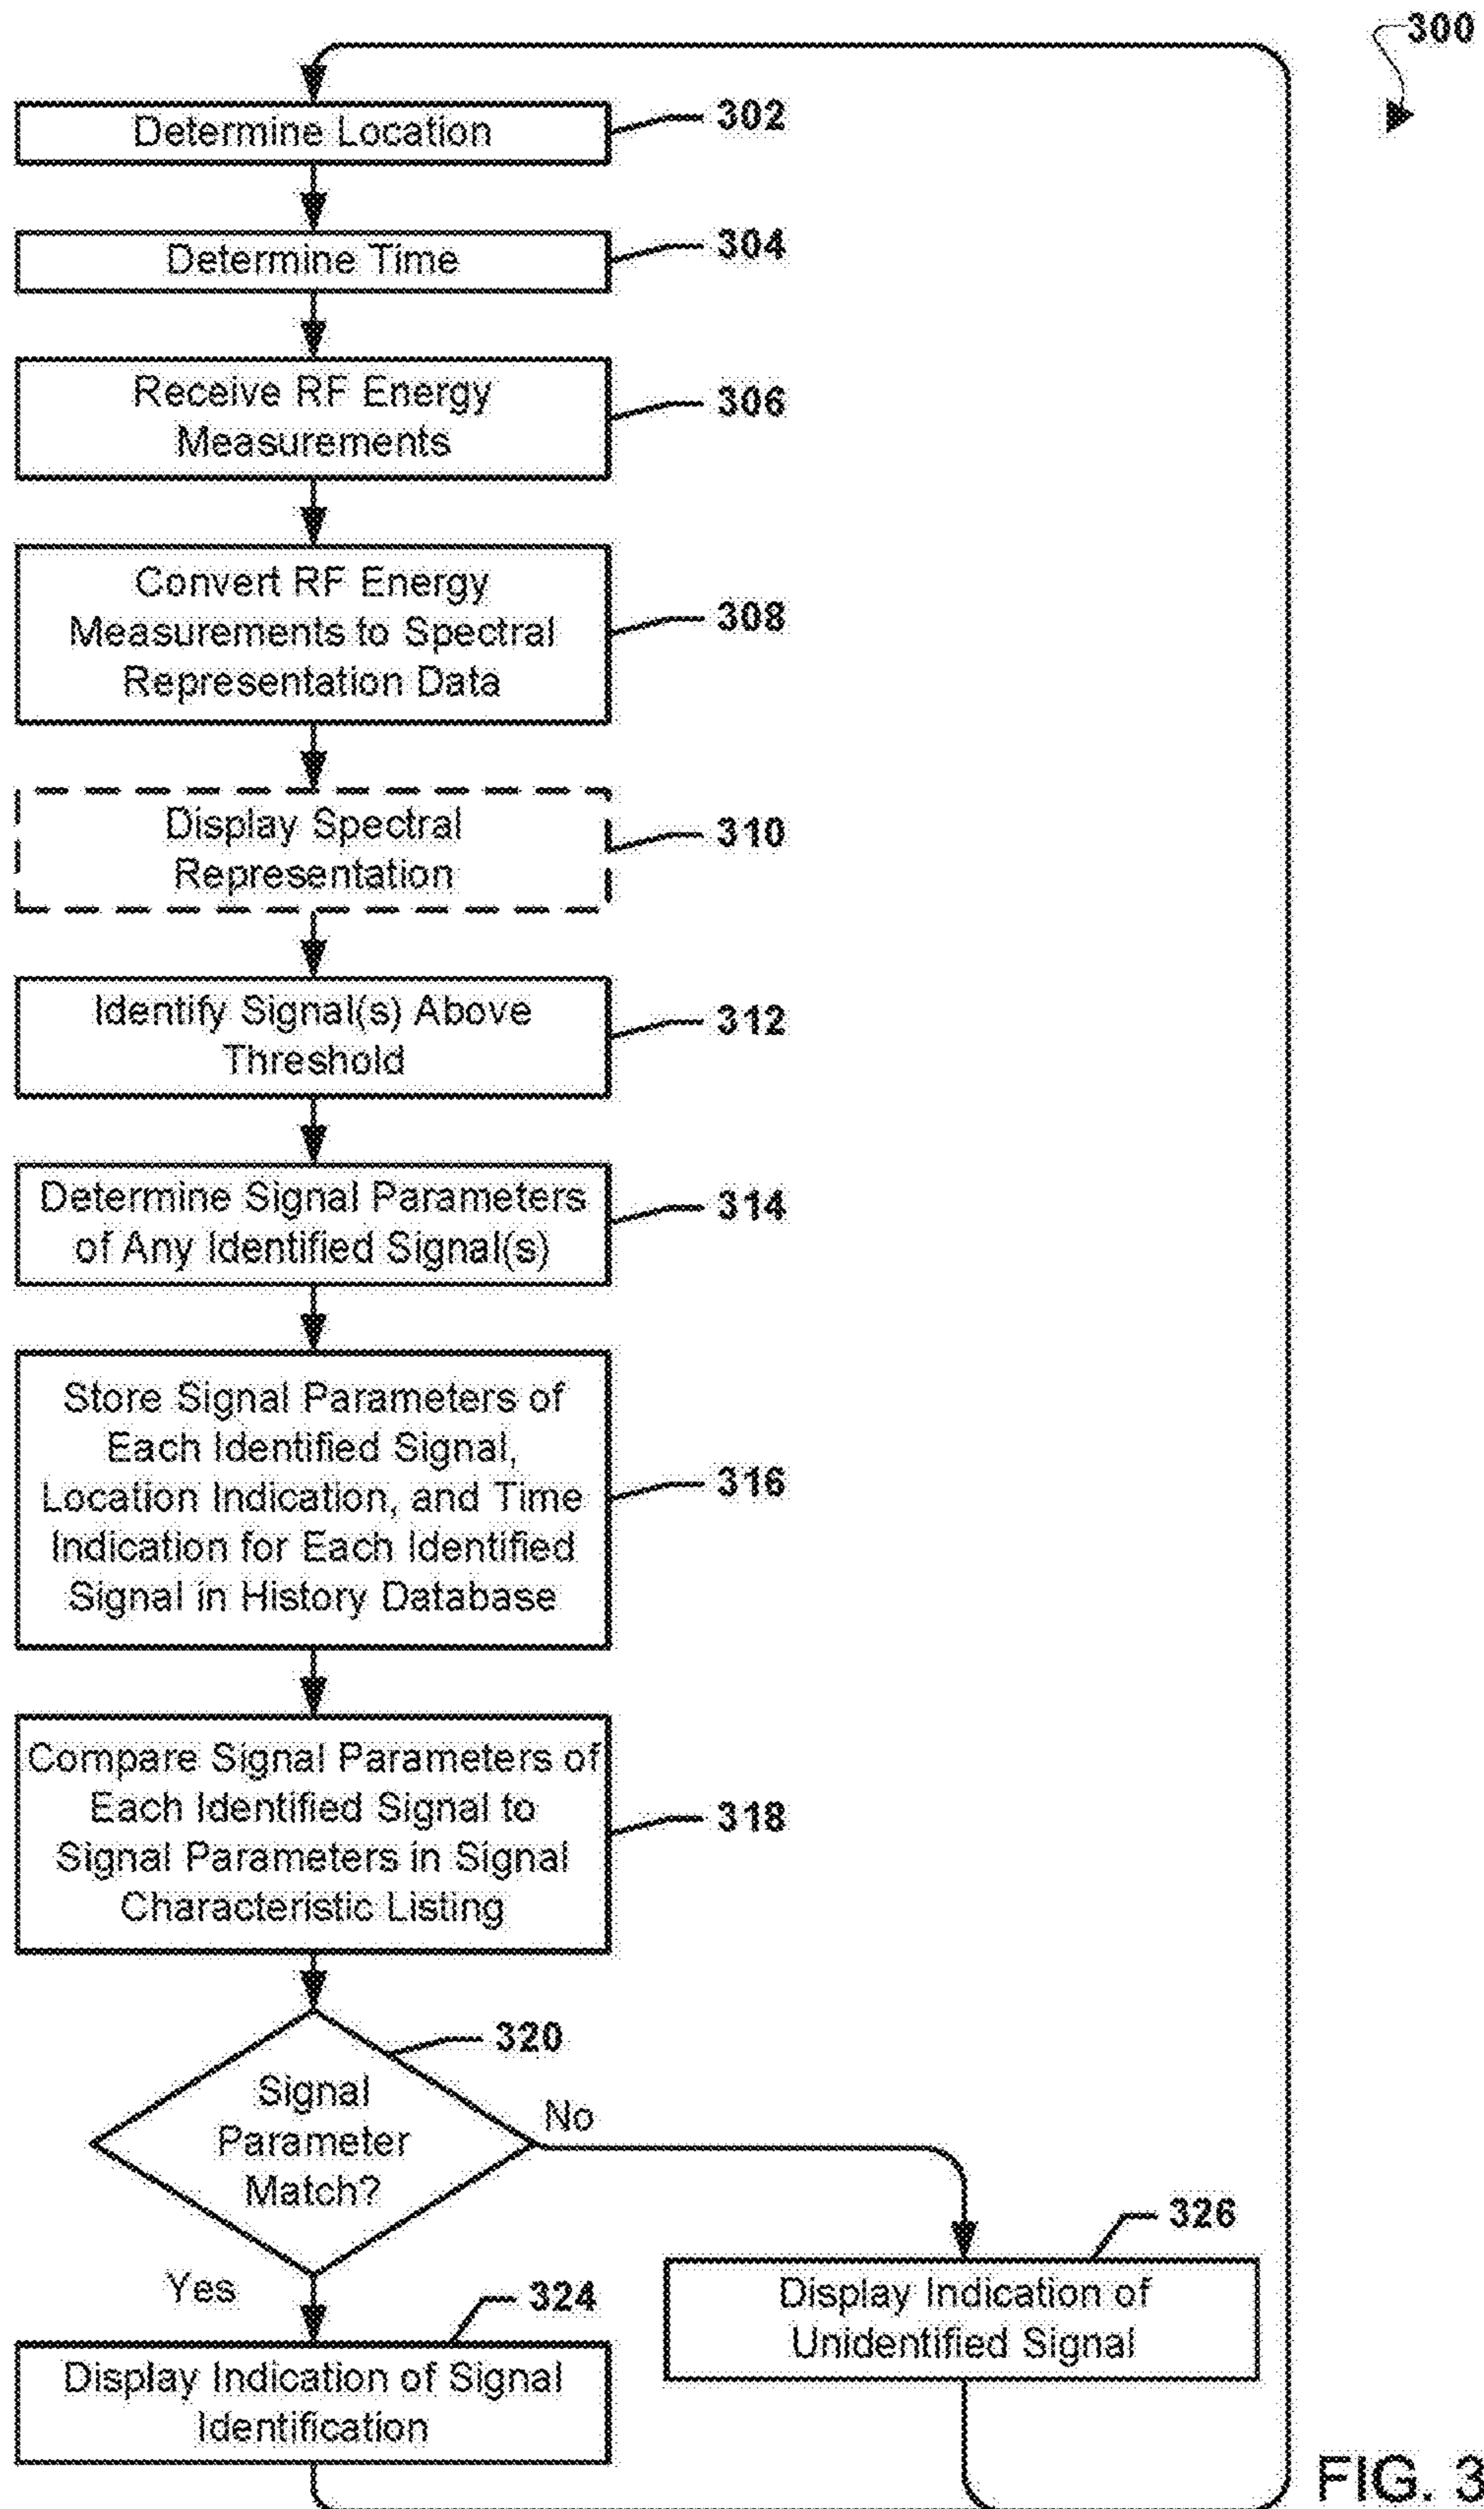 300
Determine Location
302
Determine Time
304
Receive RF Energy
Measurements
306
Convert RF Energy
Measurements to Spectral
Representation Data
308
Display Spectral
Representation
310
Identify Signal(s) Above
Threshold
312
Determine Signal Parameters
of Any Identified Signal(s)
314
Store Signal Parameters of
Each Identified Signal,
Location Indication, and Time
Indication for Each Identified
Signal in History Database
316
Compare Signal Parameters of
Each Identified Signal to
Signal Parameters in Signal
Characteristic Listing
318
320
Signal
Parameter
Match?
No
Yes
326
Display Indication of
Unidentified Signal
324
Display Indication of Signal
Identification
FIG. 3